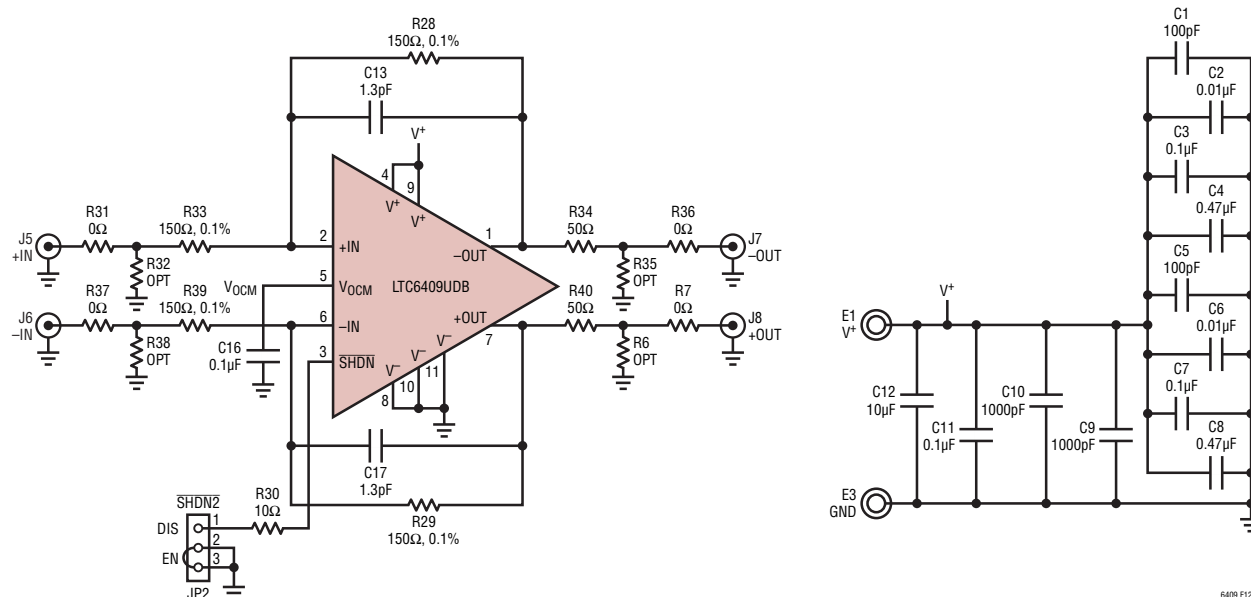 R28
150Ω, 0.1%
C13
1.3pF
V+
4
9
V+
V+
J5
+IN
R31
0Ω
R33
150Ω, 0.1%
R32
OPT
2
+IN
1
–OUT
R34
50Ω
R36
0Ω
J7
–OUT
R35
OPT
VOCM
5
VOCM
LTC6409UDB
J6
–IN
R37
0Ω
R39
150Ω, 0.1%
R38
OPT
6
–IN
+OUT
7
R40
50Ω
R7
0Ω
J8
+OUT
R6
OPT
C16
0.1µF
3
SHDN
V–
V–
V–
8
10
11
C17
1.3pF
R29
150Ω, 0.1%
SHDN2
R30
10Ω
DIS
EN
1
2
3
JP2
C1
100pF
C2
0.01µF
C3
0.1µF
C4
0.47µF
C5
100pF
C6
0.01µF
C7
0.1µF
C8
0.47µF
V+
E1
V+
C12
10µF
C11
0.1µF
C10
1000pF
C9
1000pF
E3
GND
6409 F12